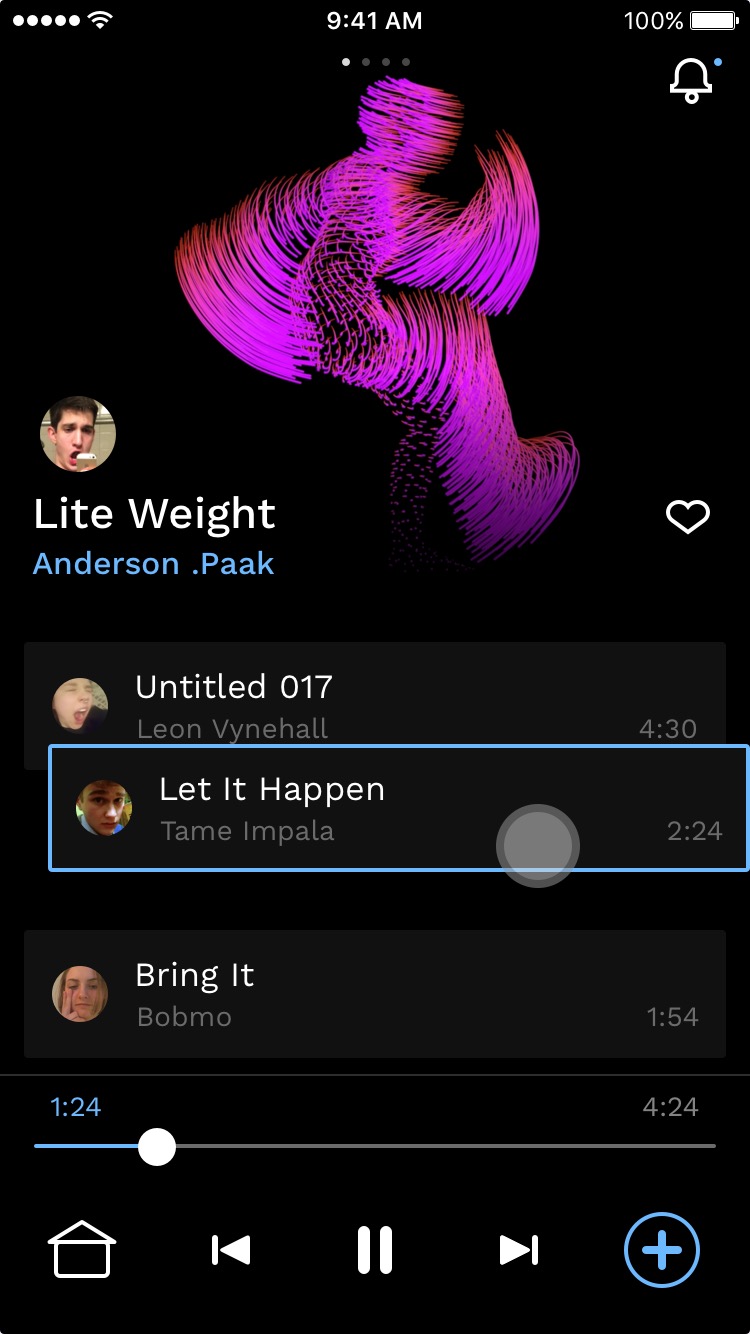 9:41 AM
100%
Lite Weight
Anderson .Paak
Untitled 017
Leon Vynehall
4:30
Let It Happen
Tame Impala
2:24
Bring It
Bobmo
1:54
1:24
4:24